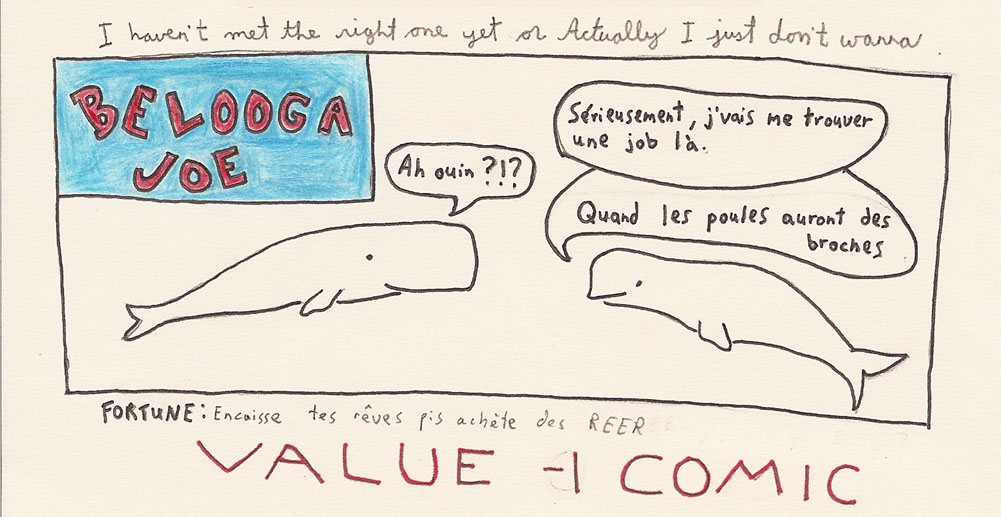 I haven't met the right one yet or Actually I just don't wanna
BELOOGA
JOE
Ah ouin ?!?
Sérieusement, j'vais me trouver
une job là.
Quand les poules auront des
broches
FORTUNE: Encaisse tes rêves pis achète des REER
VALUE -1 COMIC